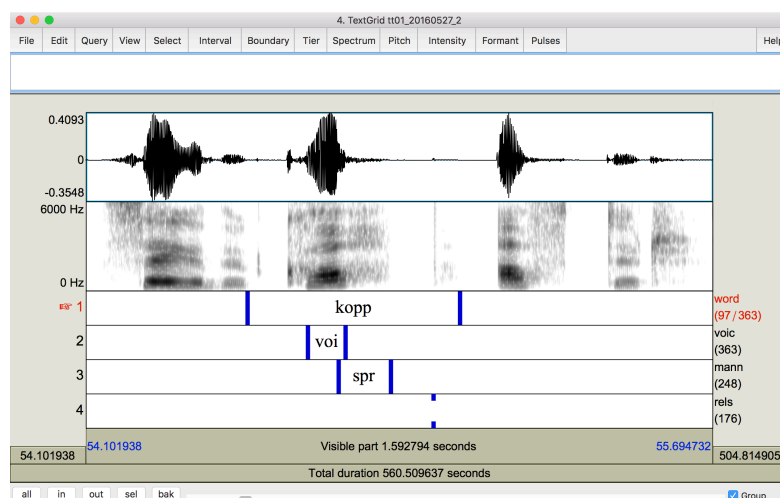 4. TextGrid tt01_20160527_2
File Edit Query View Select Interval Boundary Tier Spectrum Pitch Intensity Formant Pulses Help
0.4093
0
-0.3548
6000 Hz
0 Hz
☞ 1 kopp word
(97/363)
2 voi voic
(363)
3 spr mann
(248)
4 rels
(176)
54.101938 Visible part 1.592794 seconds 55.694732
54.101938 504.814905
Total duration 560.509637 seconds
all in out sel bak Group